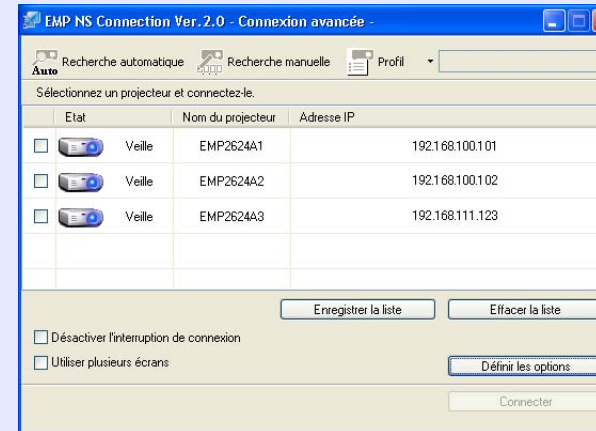 EMP NS Connection Ver.2.0 - Connexion avancée -
Auto Recherche automatique Recherche manuelle Profil
Sélectionnez un projecteur et connectez-le.
Etat Nom du projecteur Adresse IP
Veille EMP2624A1 192.168.100.101
Veille EMP2624A2 192.168.100.102
Veille EMP2624A3 192.168.111.123
Enregistrer la liste Effacer la liste
Désactiver l'interruption de connexion
Utiliser plusieurs écrans
Définir les options
Connecter